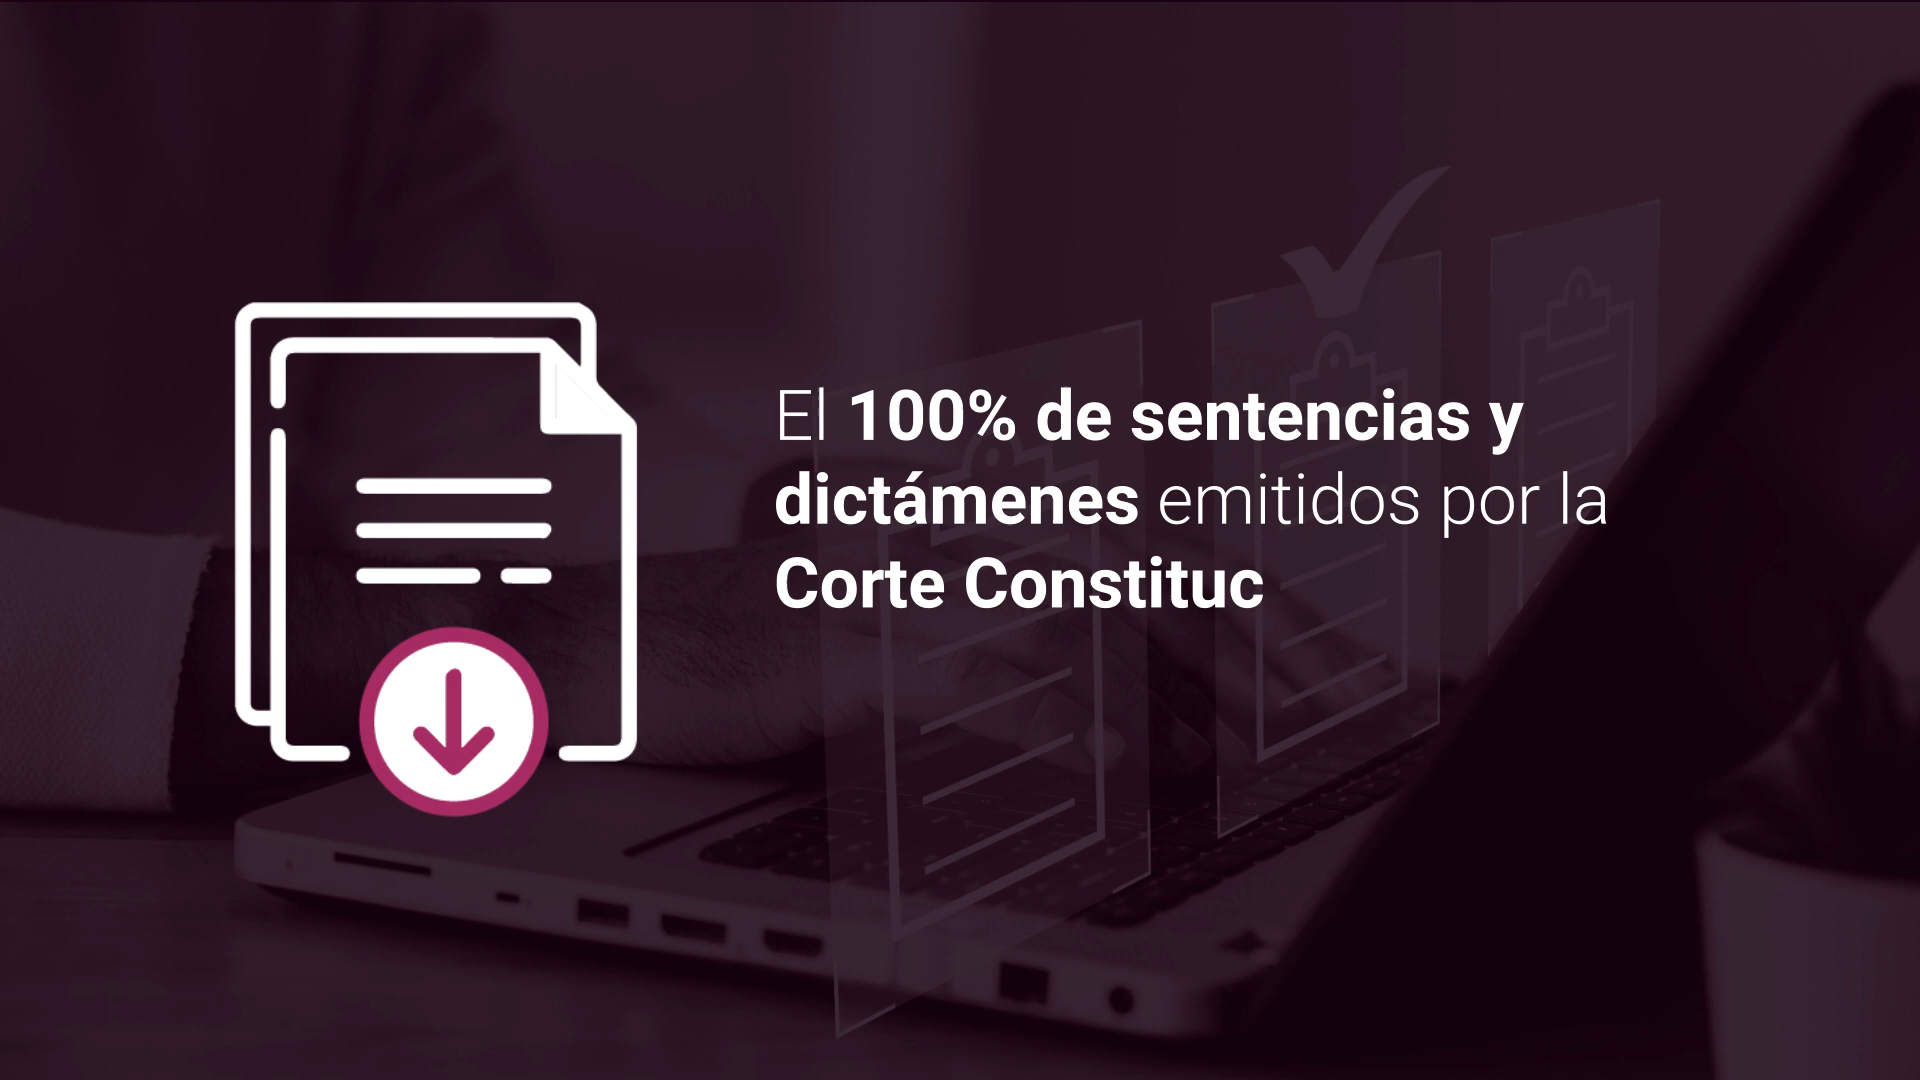 El 100% de sentencias y
dictámenes emitidos por la
Corte Constituc